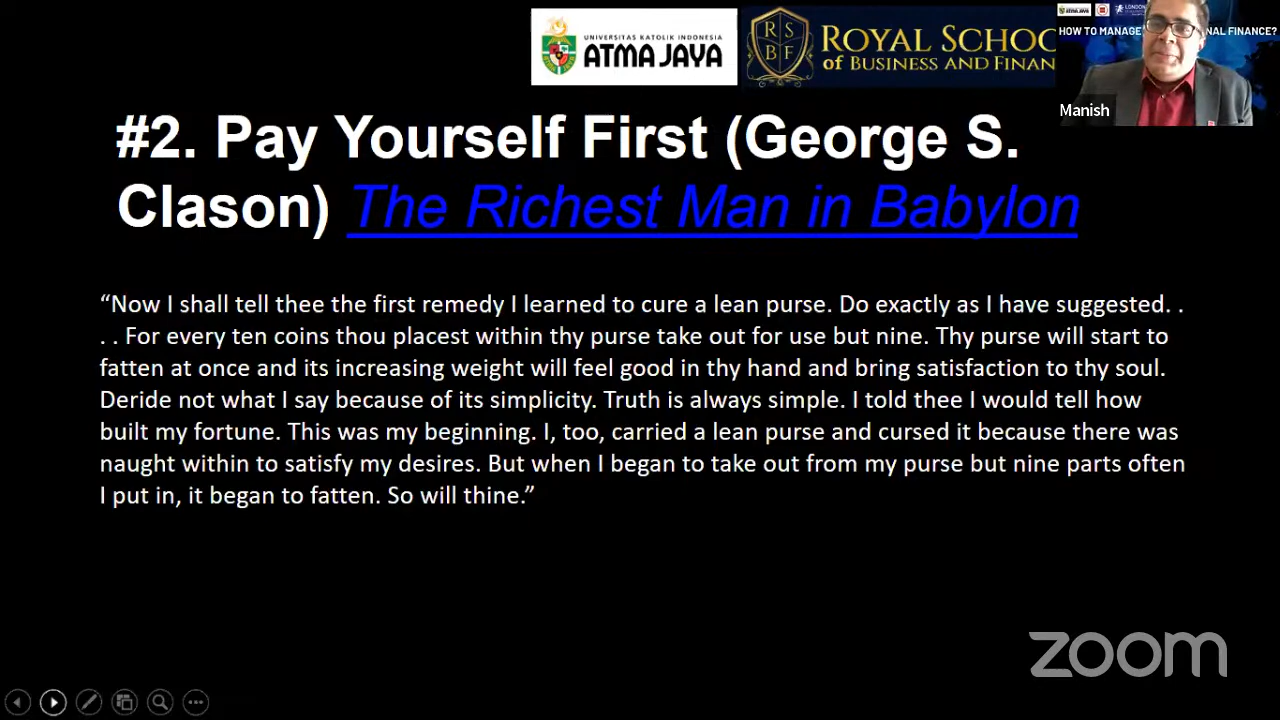 UNIVERSITAS KATOLIK INDONESIA
ATMA JAYA
RS
BF
ROYAL SCHOO
of BUSINESS AND FINAN
ATMA JAYA
LONDON
HOW TO MANAGE
NAL FINANCE?
Manish
#2. Pay Yourself First (George S.
Clason) The Richest Man in Babylon
“Now I shall tell thee the first remedy I learned to cure a lean purse. Do exactly as I have suggested. .
. . For every ten coins thou placest within thy purse take out for use but nine. Thy purse will start to
fatten at once and its increasing weight will feel good in thy hand and bring satisfaction to thy soul.
Deride not what I say because of its simplicity. Truth is always simple. I told thee I would tell how
built my fortune. This was my beginning. I, too, carried a lean purse and cursed it because there was
naught within to satisfy my desires. But when I began to take out from my purse but nine parts often
I put in, it began to fatten. So will thine.”
zoom